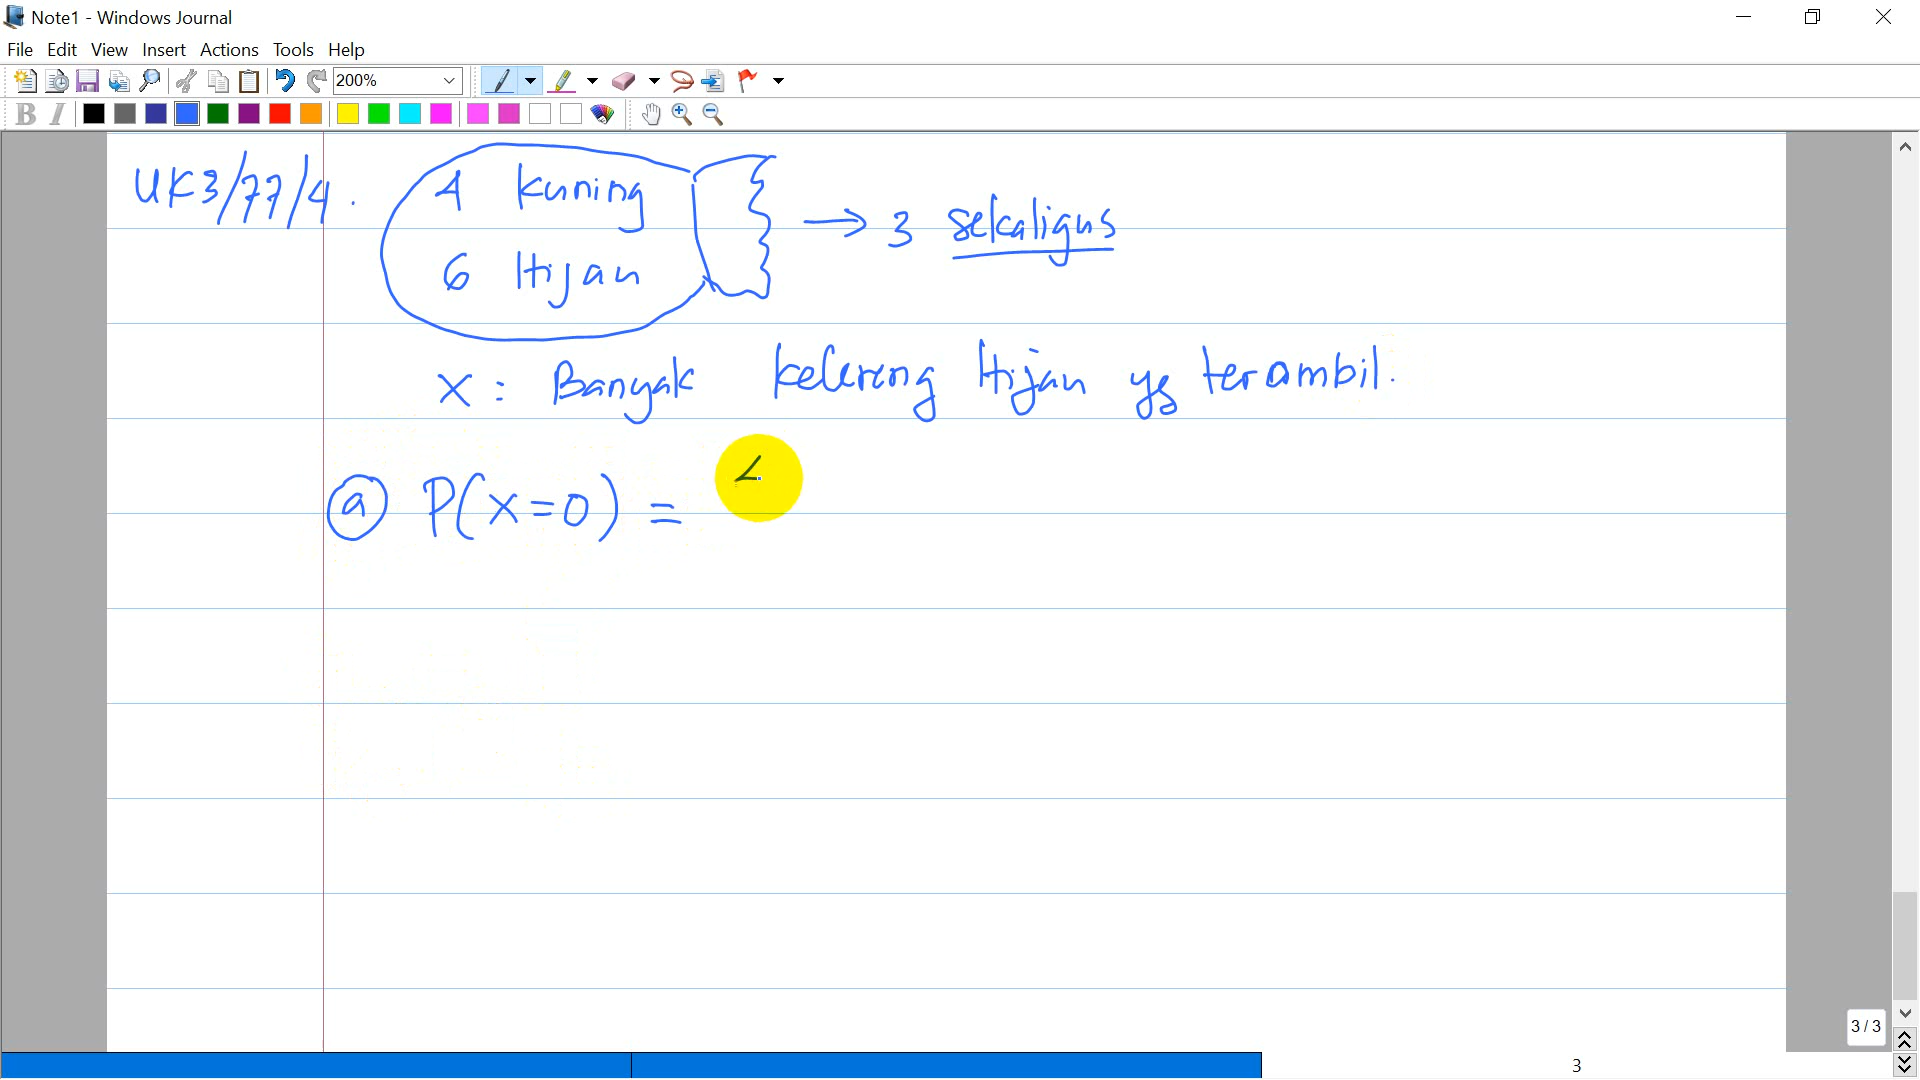 Note1 - Windows Journal
File Edit View Insert Actions Tools Help
200%
B I
UK3/77/4. 4 Kuning
6 Hijau
→ 3 sekaligus
X : Banyak kelereng Hijau yg terambil.
(a) P(X=0) = 4
3/3
3